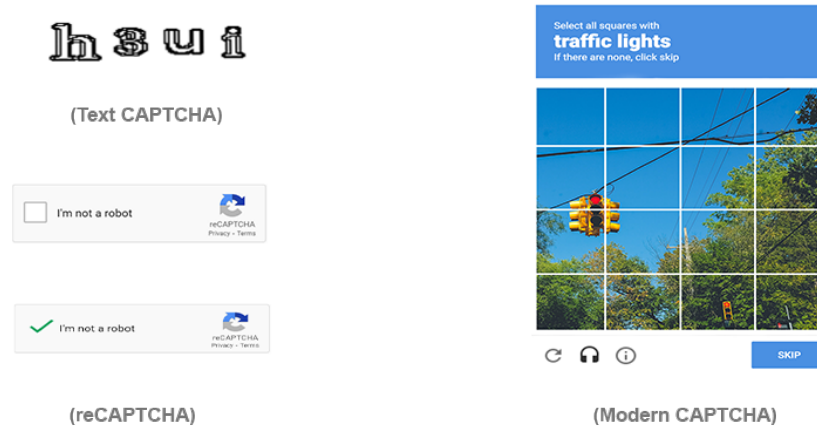 h3ui
(Text CAPTCHA)
I'm not a robot
reCAPTCHA
Privacy - Terms
I'm not a robot
reCAPTCHA
Privacy - Terms
(reCAPTCHA)
Select all squares with
traffic lights
If there are none, click skip
SKIP
(Modern CAPTCHA)